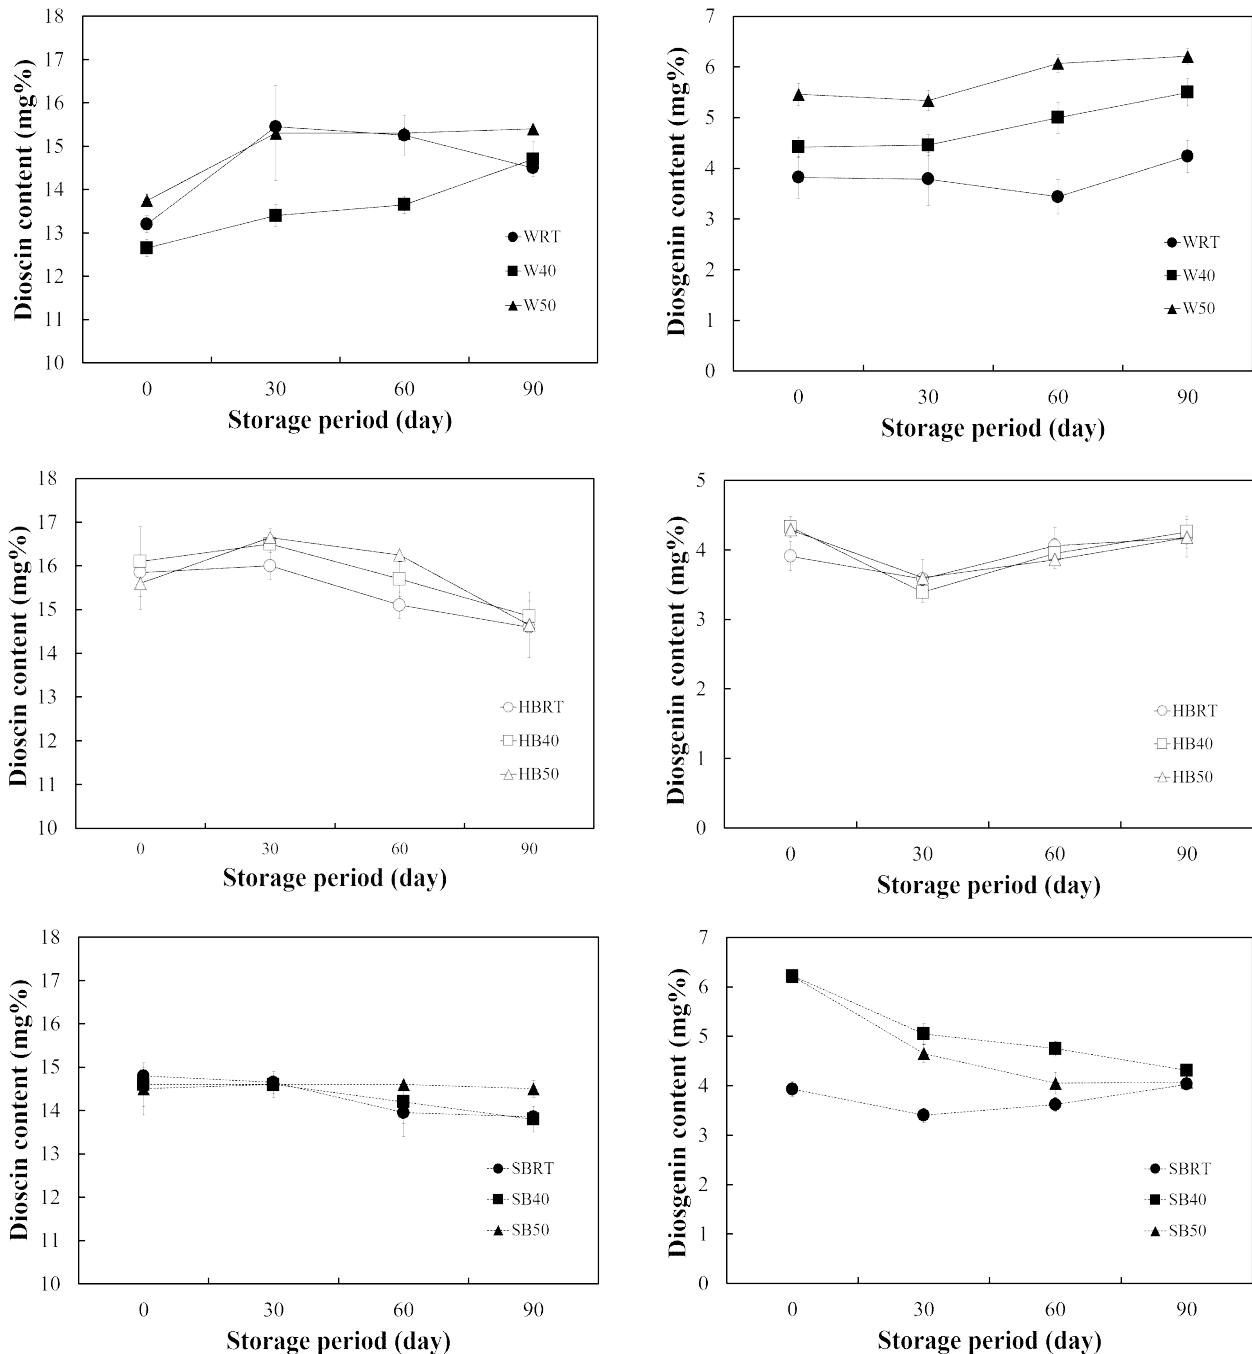 Dioscin content (mg%)
18
17
16
15
14
13
12
11
10
0 30 60 90
Storage period (day)
WRT
W40
W50
Diosgenin content (mg%)
7
6
5
4
3
2
1
0
0 30 60 90
Storage period (day)
WRT
W40
W50
Dioscin content (mg%)
18
17
16
15
14
13
12
11
10
0 30 60 90
Storage period (day)
HBRT
HB40
HB50
Diosgenin content (mg%)
5
4
3
2
1
0
0 30 60 90
Storage period (day)
HBRT
HB40
HB50
Dioscin content (mg%)
18
17
16
15
14
13
12
11
10
0 30 60 90
Storage period (day)
SBRT
SB40
SB50
Diosgenin content (mg%)
7
6
5
4
3
2
1
0
0 30 60 90
Storage period (day)
SBRT
SB40
SB50